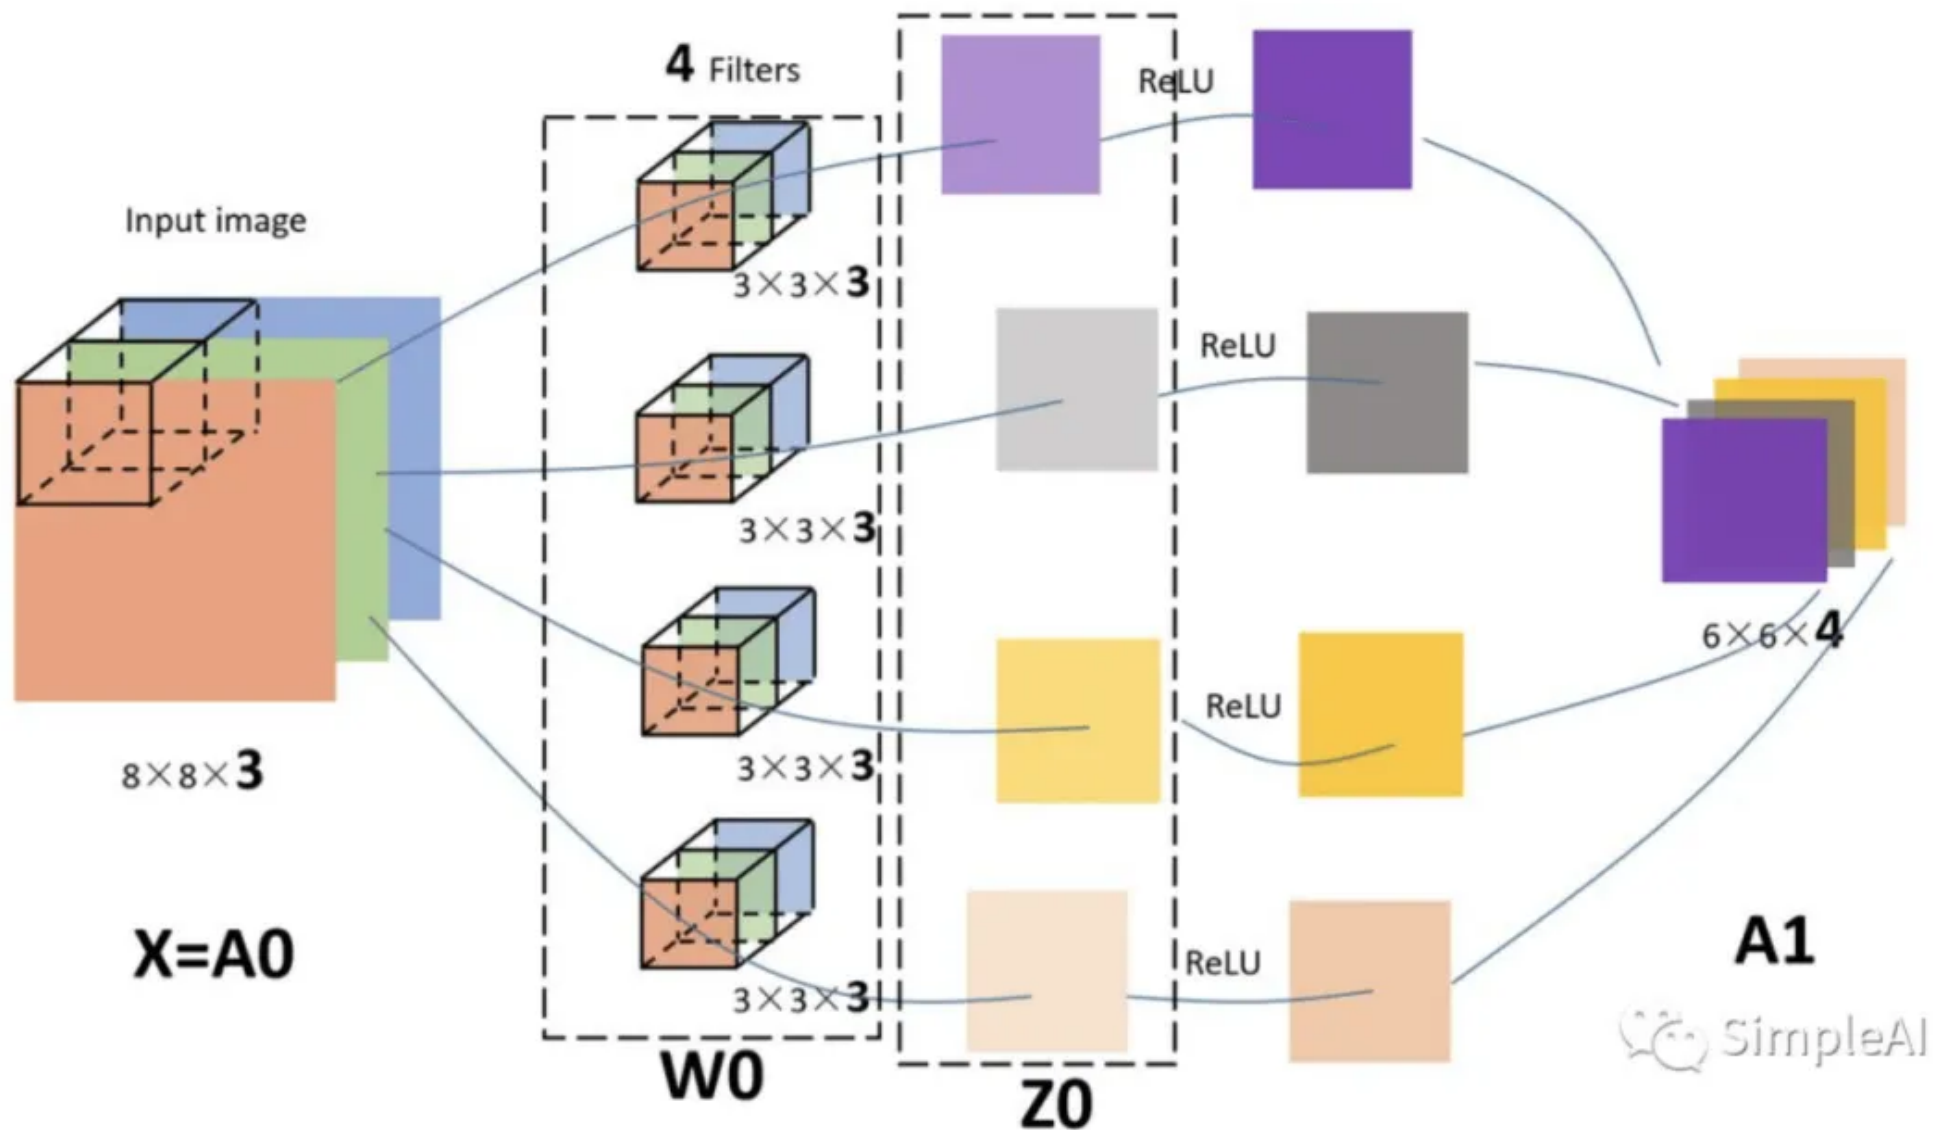 4 Filters
Input image
3×3×3
3×3×3
3×3×3
3×3×3
8×8×3
X=A0
W0
ReLU
ReLU
ReLU
ReLU
Z0
6×6×4
A1
SimpleAI